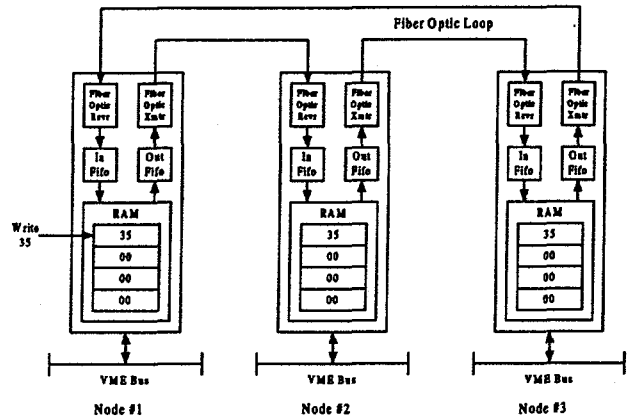 Fiber Optic Loop
Fiber Optic Rcvr
Fiber Optic Xmtr
In Fifo
Out Fifo
RAM
Write 35
35
00
00
00
VME Bus
Node #1
Fiber Optic Rcvr
Fiber Optic Xmtr
In Fifo
Out Fifo
RAM
35
00
00
00
VME Bus
Node #2
Fiber Optic Rcvr
Fiber Optic Xmtr
In Fifo
Out Fifo
RAM
35
00
00
00
VME Bus
Node #3